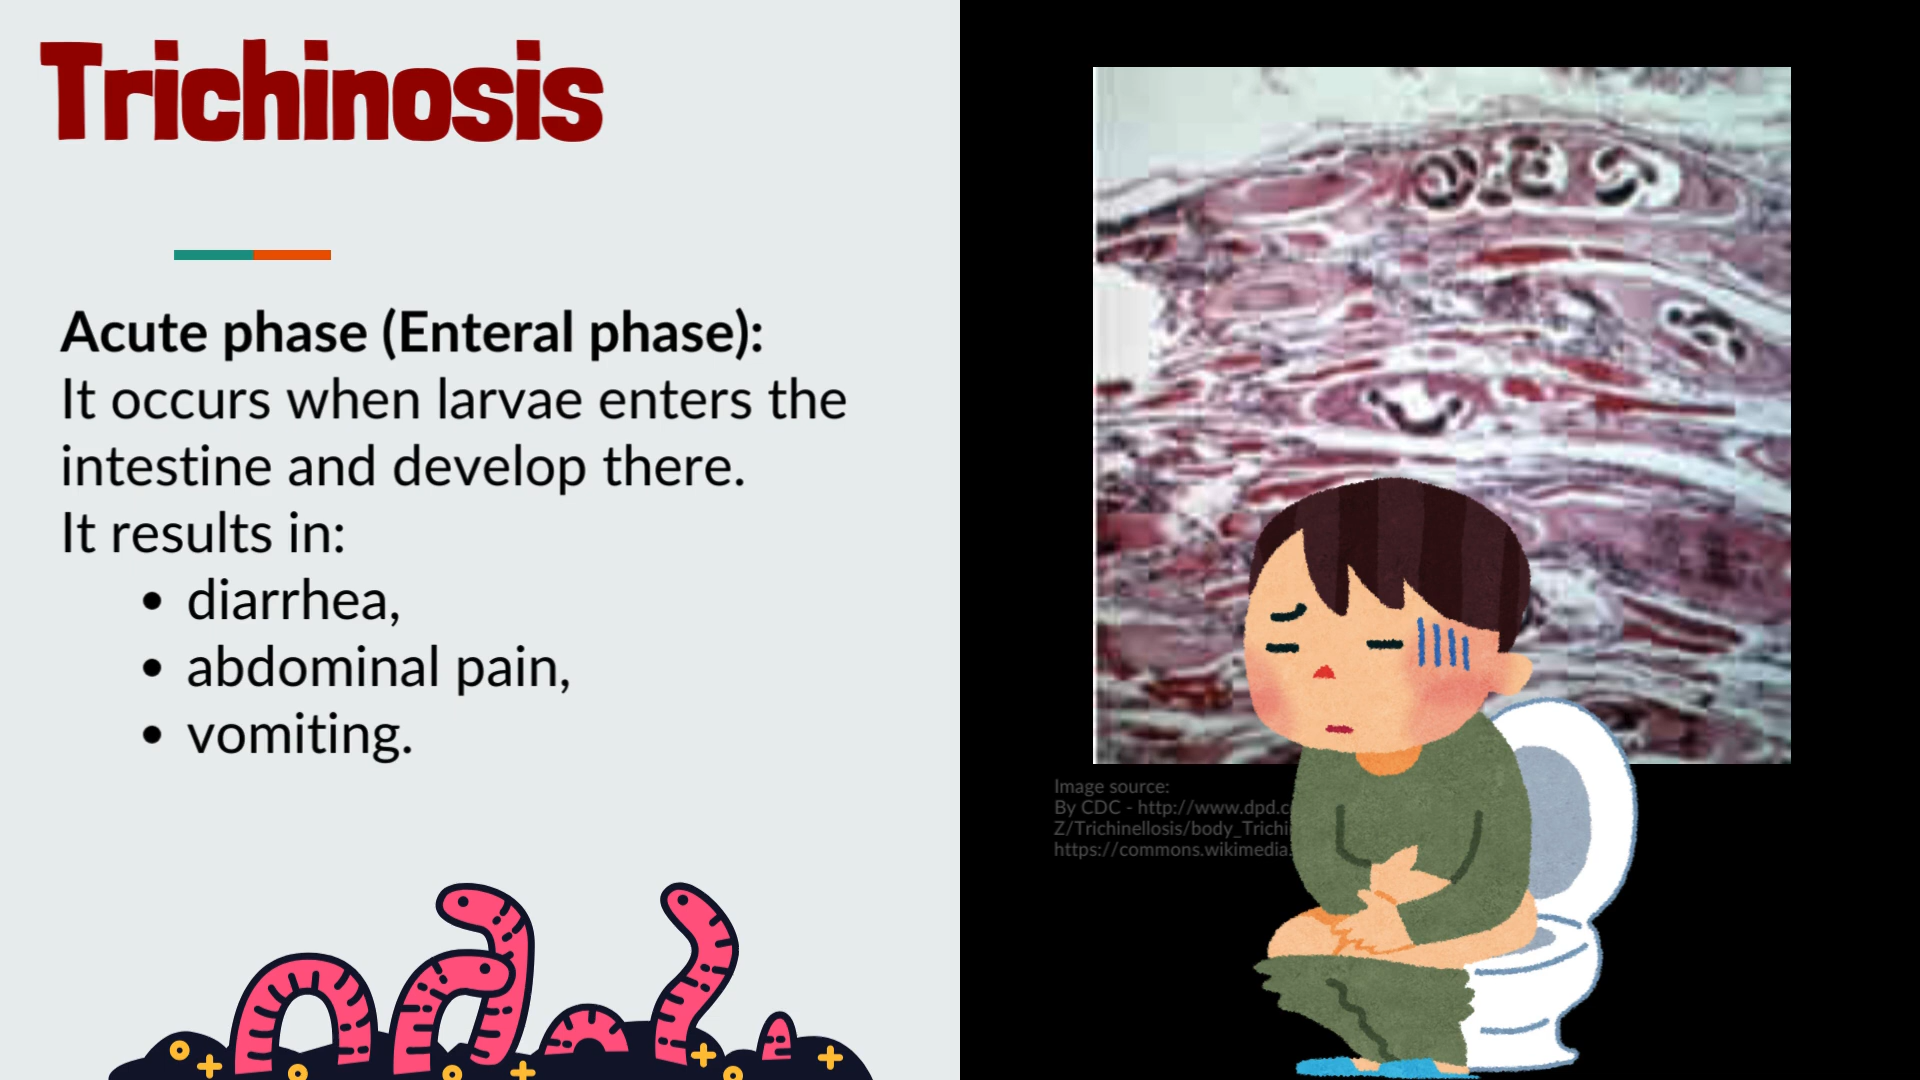 Trichinosis
Acute phase (Enteral phase):
It occurs when larvae enters the
intestine and develop there.
It results in:
• diarrhea,
• abdominal pain,
• vomiting.
Image source:
By CDC - http://www.dpd.c
Z/Trichinellosis/body_Trichi
https://commons.wikimedia.